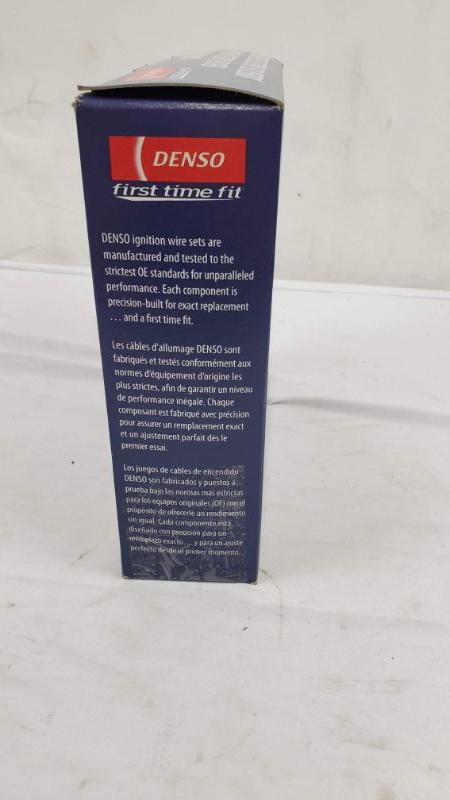 DENSO
first time fit
DENSO ignition wire sets are
manufactured and tested to the
strictest OE standards for unparalleled
performance. Each component is
precision-built for exact replacement
... and a first time fit.
Les câbles d'allumage DENSO sont
fabriqués et testés conformément aux
normes d'équipement d'origine les
plus strictes, afin de garantir un niveau
de performance inégale. Chaque
composant est fabriqué avec précision
pour assurer un remplacement exact
et un ajustement parfait dès le
premier essai.
Los juegos de cables de encendido
DENSO son fabricados y puestos a
prueba bajo las normas más estrictas
para los equipos originales (OE) con el
propósito de ofrecerle un rendimiento
sin igual. Cada componente está
diseñado con precisión para un
reemplazo exacto ... y para un ajuste
perfecto desde el primer momento.